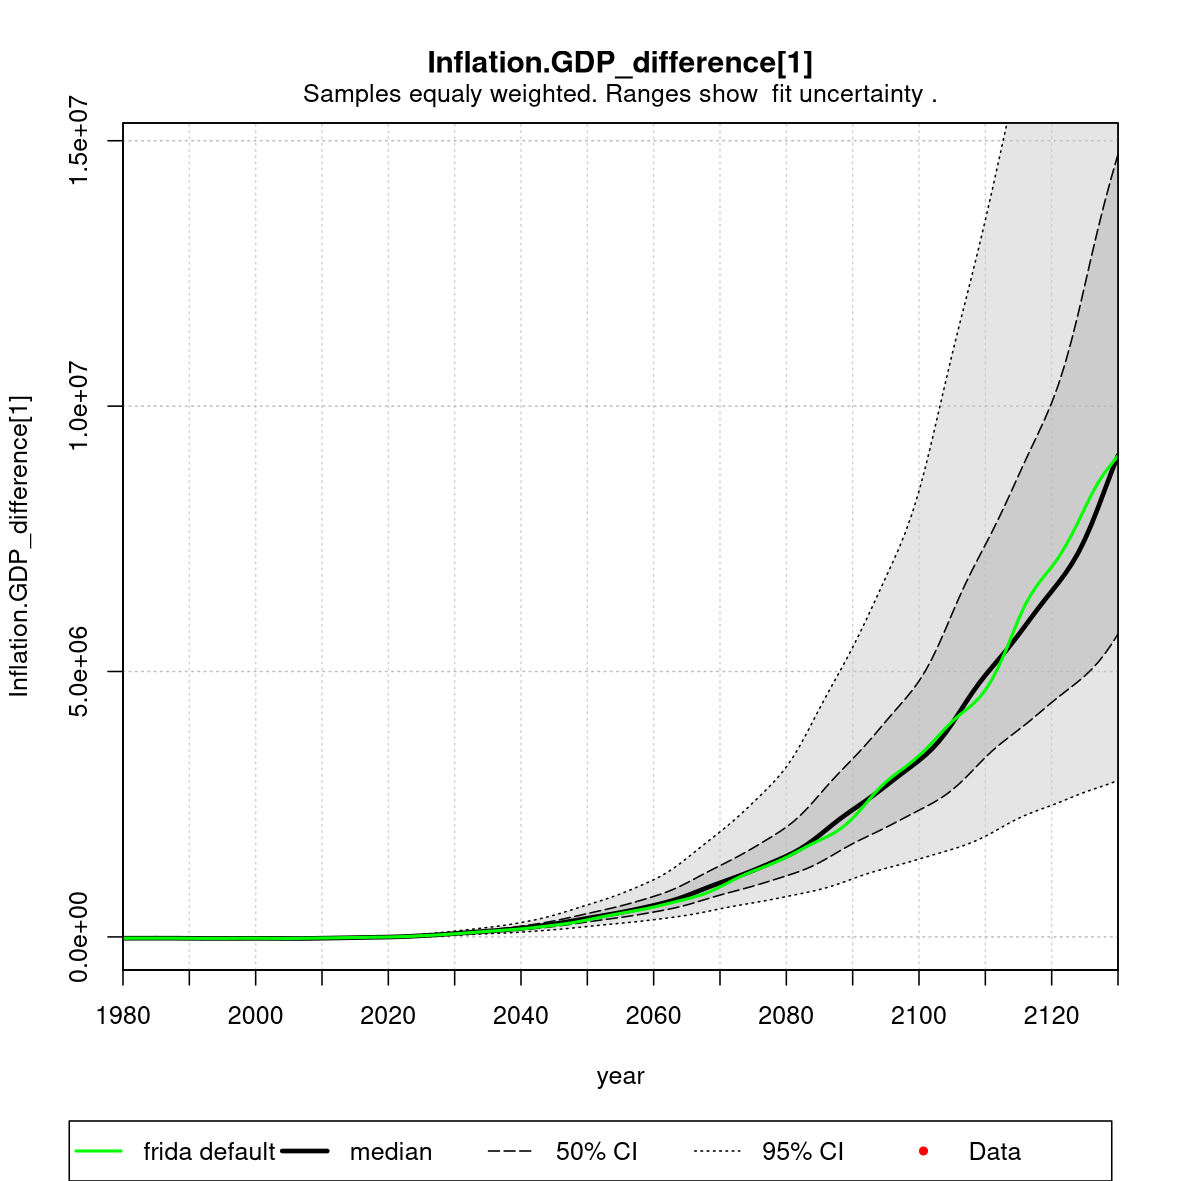 Inflation.GDP_difference[1]
Samples equaly weighted. Ranges show  fit uncertainty .
Inflation.GDP_difference[1]
1.5e+07
1.0e+07
5.0e+06
0.0e+00
1980 2000 2020 2040 2060 2080 2100 2120
year
frida default median 50% CI 95% CI Data